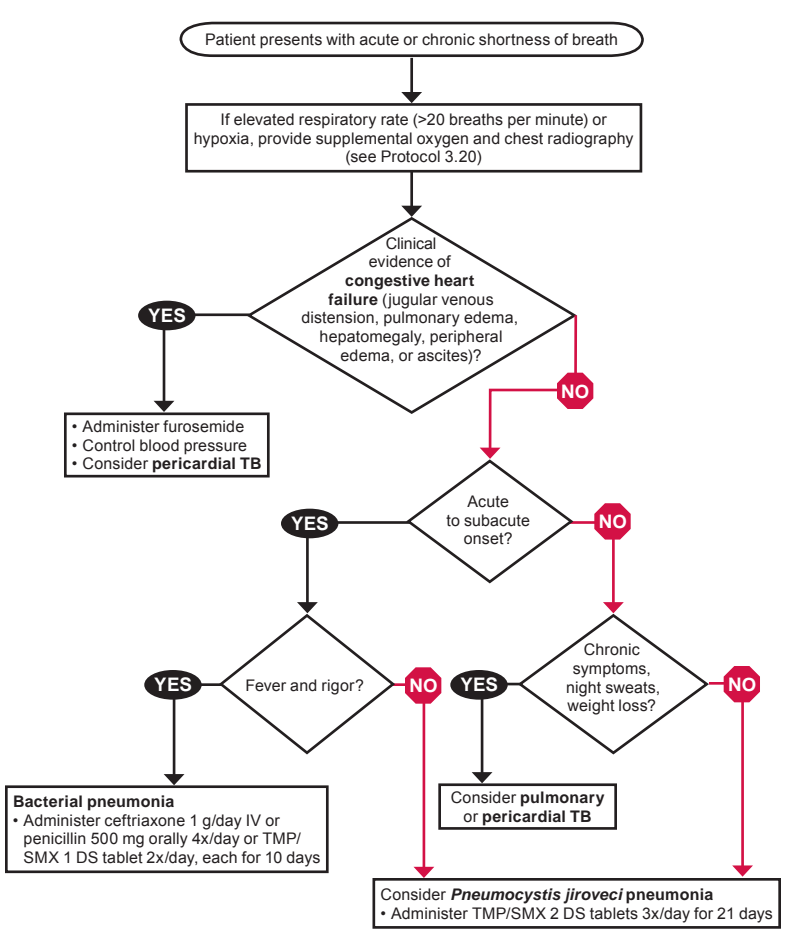 Patient presents with acute or chronic shortness of breath
If elevated respiratory rate (>20 breaths per minute) or
hypoxia, provide supplemental oxygen and chest radiography
(see Protocol 3.20)
Clinical
evidence of
congestive heart
failure (jugular venous
distension, pulmonary edema,
hepatomegaly, peripheral
edema, or ascites)?
YES
NO
• Administer furosemide
• Control blood pressure
• Consider pericardial TB
Acute
to subacute
onset?
YES
NO
Fever and rigor?
YES
NO
Chronic
symptoms,
night sweats,
weight loss?
YES
NO
Bacterial pneumonia
• Administer ceftriaxone 1 g/day IV or
penicillin 500 mg orally 4x/day or TMP/
SMX 1 DS tablet 2x/day, each for 10 days
Consider pulmonary
or pericardial TB
Consider Pneumocystis jiroveci pneumonia
• Administer TMP/SMX 2 DS tablets 3x/day for 21 days